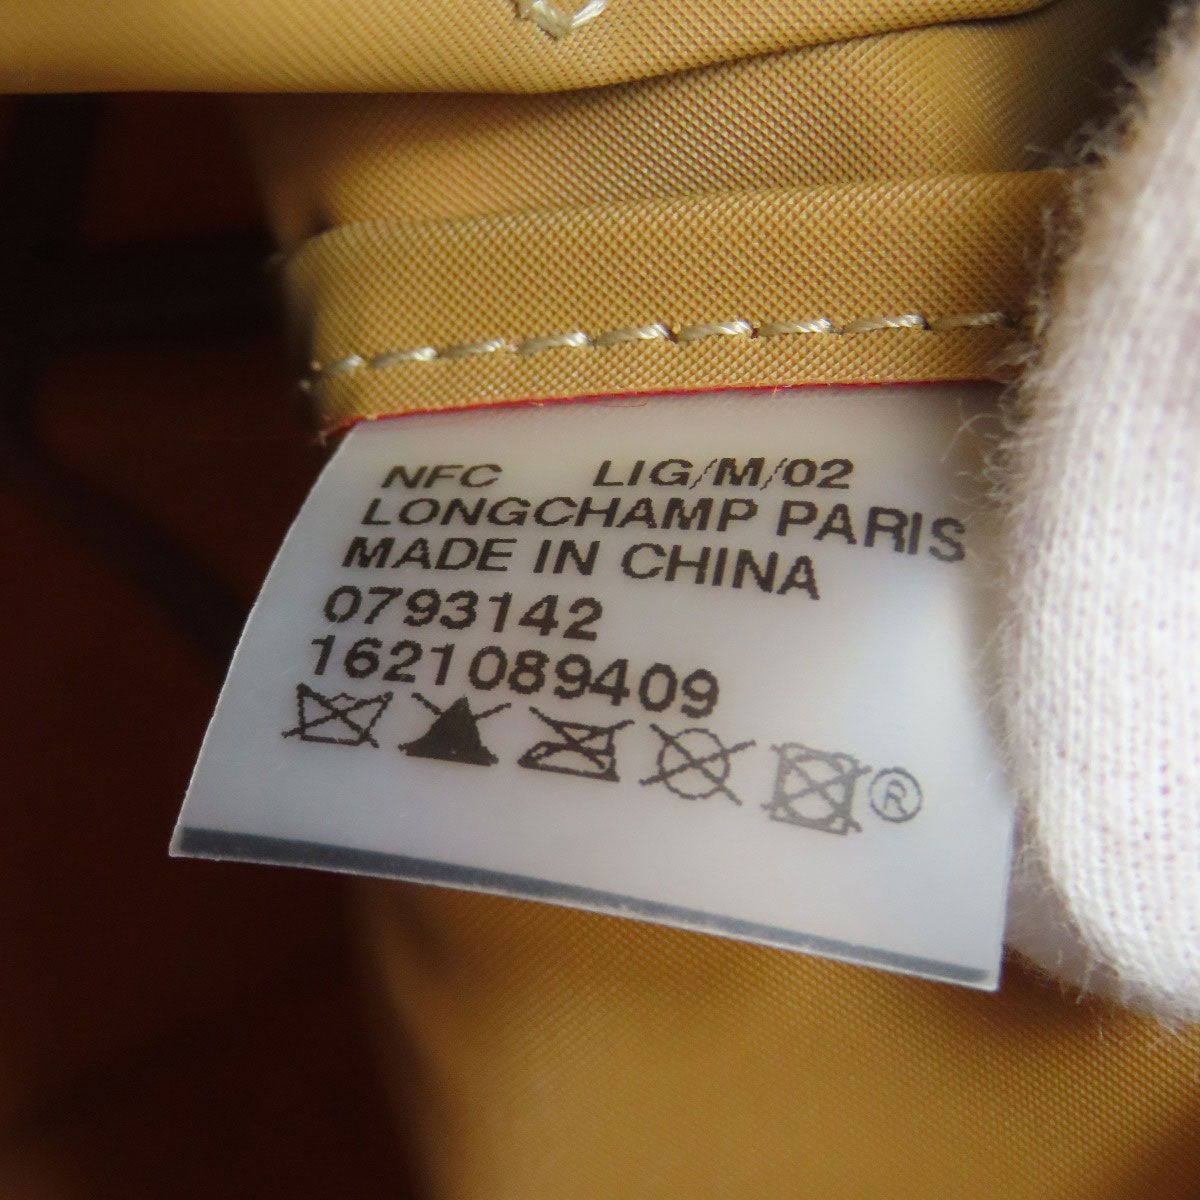 NFC LIG/M/02
LONGCHAMP PARIS
MADE IN CHINA
0793142
1621089409
®